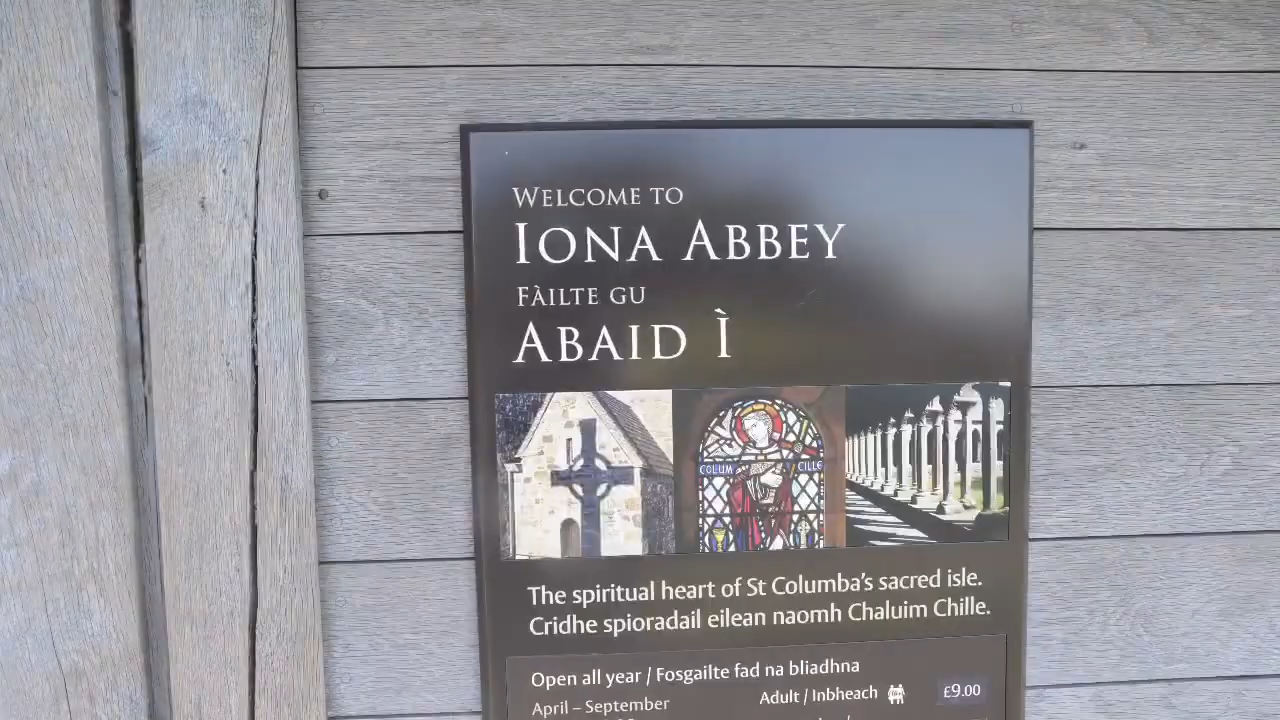 WELCOME TO
IONA ABBEY
FÀILTE GU
ABAID Ì
COLUM CILLE
The spiritual heart of St Columba's sacred isle.
Cridhe spioradail eilean naomh Chaluim Chille.
Open all year / Fosgailte fad na bliadhna
April – September
Adult / Inbheach £9.00